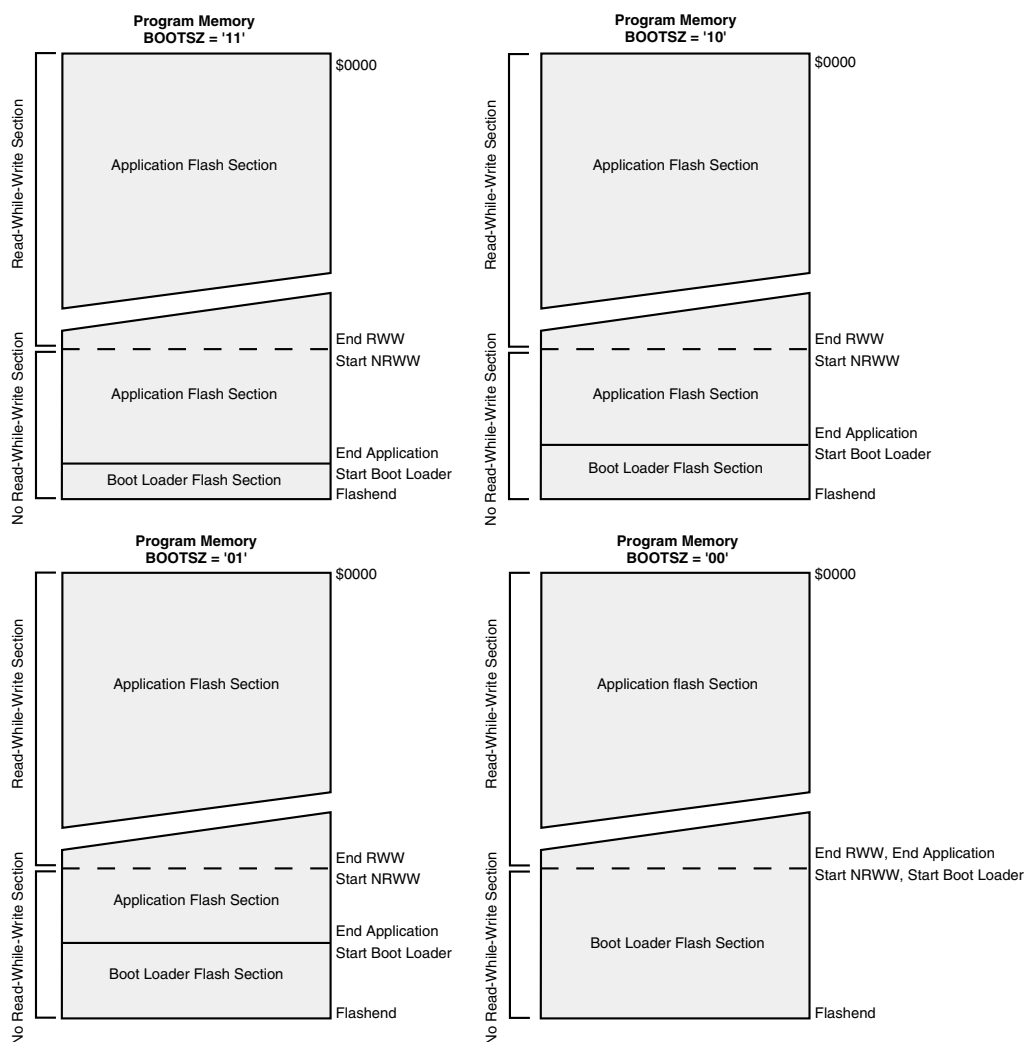 Program Memory
BOOTSZ = '11'
$0000
Read-While-Write Section
Application Flash Section
End RWW
Start NRWW
No Read-While-Write Section
Application Flash Section
End Application
Start Boot Loader
Boot Loader Flash Section
Flashend
Program Memory
BOOTSZ = '10'
$0000
Read-While-Write Section
Application Flash Section
End RWW
Start NRWW
No Read-While-Write Section
Application Flash Section
End Application
Start Boot Loader
Boot Loader Flash Section
Flashend
Program Memory
BOOTSZ = '01'
$0000
Read-While-Write Section
Application Flash Section
End RWW
Start NRWW
No Read-While-Write Section
Application Flash Section
End Application
Start Boot Loader
Boot Loader Flash Section
Flashend
Program Memory
BOOTSZ = '00'
$0000
Read-While-Write Section
Application flash Section
End RWW, End Application
Start NRWW, Start Boot Loader
No Read-While-Write Section
Boot Loader Flash Section
Flashend